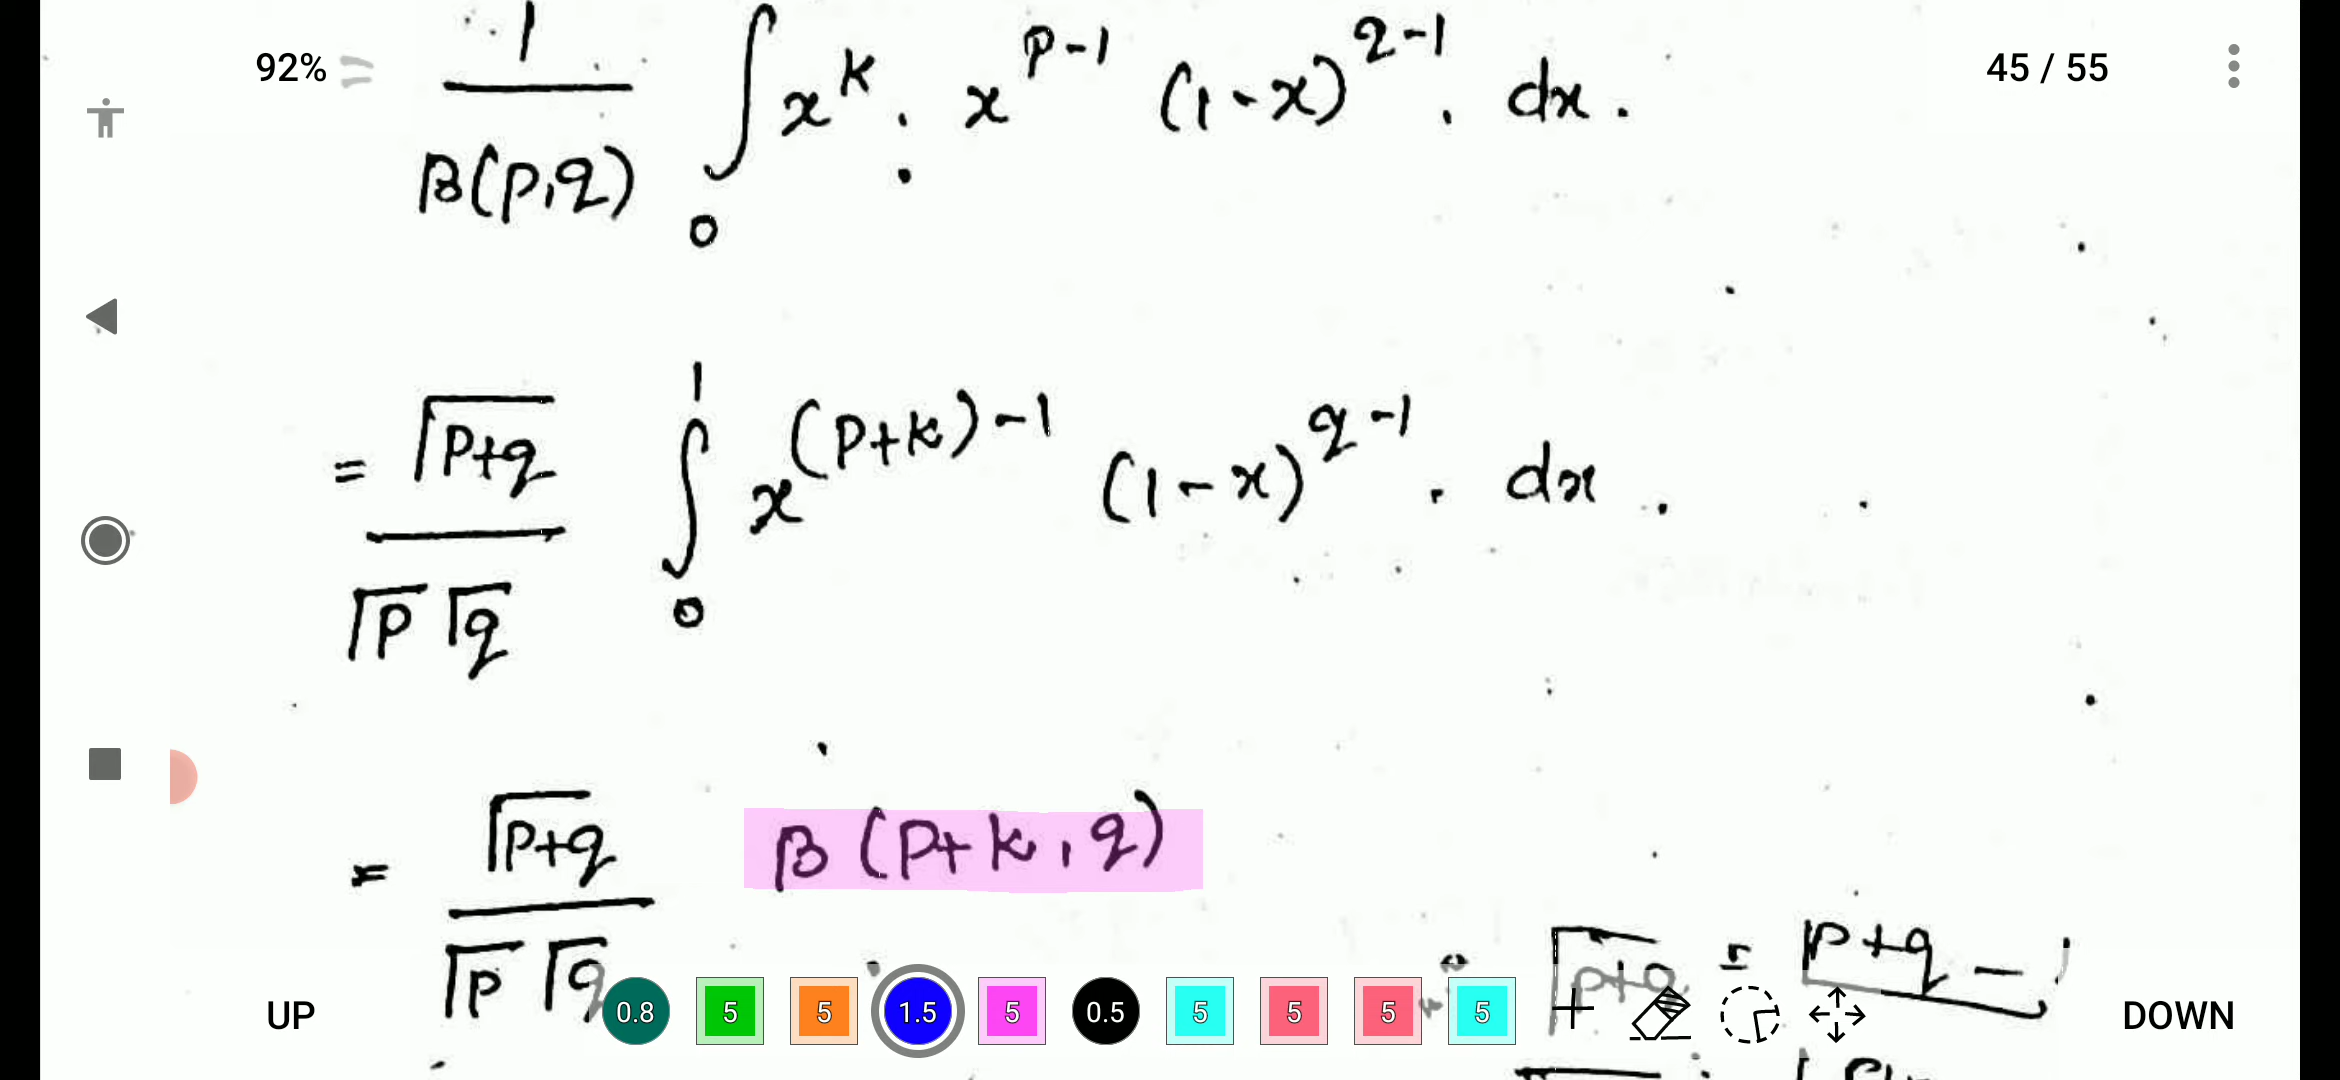 92% = 1/B(p,q) ∫₀ x^k . x^(p-1) (1-x)^(q-1) . dx . 45 / 55
= Γ(p+q) / Γp Γq ∫₀¹ x^((p+k)-1) (1-x)^(q-1) . dx .
= Γ(p+q) / Γp Γq B(p+k, q)
Γ(p+q) = p+q-1
UP 0.8 5 5 1.5 5 0.5 5 5 5 5 DOWN